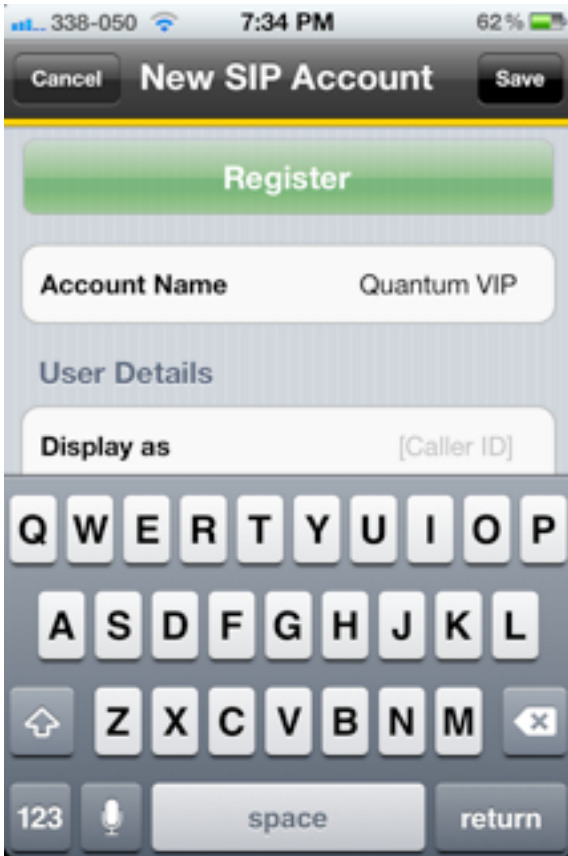 338-050 7:34 PM 62%
Cancel New SIP Account Save
Register
Account Name Quantum VIP
User Details
Display as [Caller ID]
Q W E R T Y U I O P
A S D F G H J K L
Z X C V B N M
123 space return